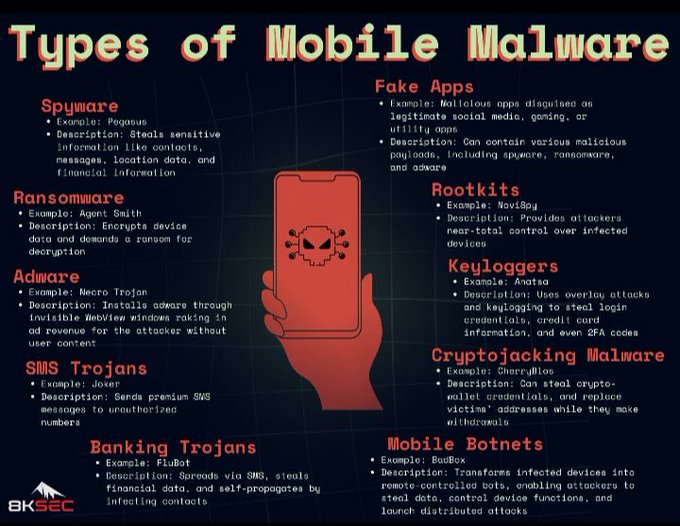 Types of Mobile Malware
Spyware
• Example: Pegasus
• Description: Steals sensitive
information like contacts,
messages, location data, and
financial information
Ransomware
• Example: Agent Smith
• Description: Encrypts device
data and demands a ransom for
decryption
Adware
• Example: Necro Trojan
• Description: Installs adware through
invisible WebView windows raking in
ad revenue for the attacker without
user content
SMS Trojans
• Example: Joker
• Description: Sends premium SMS
messages to unauthorized
numbers
Banking Trojans
• Example: FluBot
• Description: Spreads via SMS, steals
financial data, and self-propagates by
infecting contacts
Fake Apps
• Example: Malicious apps disguised as
legitimate social media, gaming, or
utility apps
• Description: Can contain various malicious
payloads, including spyware, ransomware,
and adware
Rootkits
• Example: NoviSpy
• Description: Provides attackers
near-total control over infected
devices
Keyloggers
• Example: Anatsa
• Description: Uses overlay attacks
and keylogging to steal login
credentials, credit card
information, and even 2FA codes
Cryptojacking Malware
• Example: CherryBlos
• Description: Can steal crypto-
wallet credentials, and replace
victims' addresses while they make
withdrawals
Mobile Botnets
• Example: BadBox
• Description: Transforms infected devices into
remote-controlled bots, enabling attackers to
steal data, control device functions, and
launch distributed attacks
8KSEC